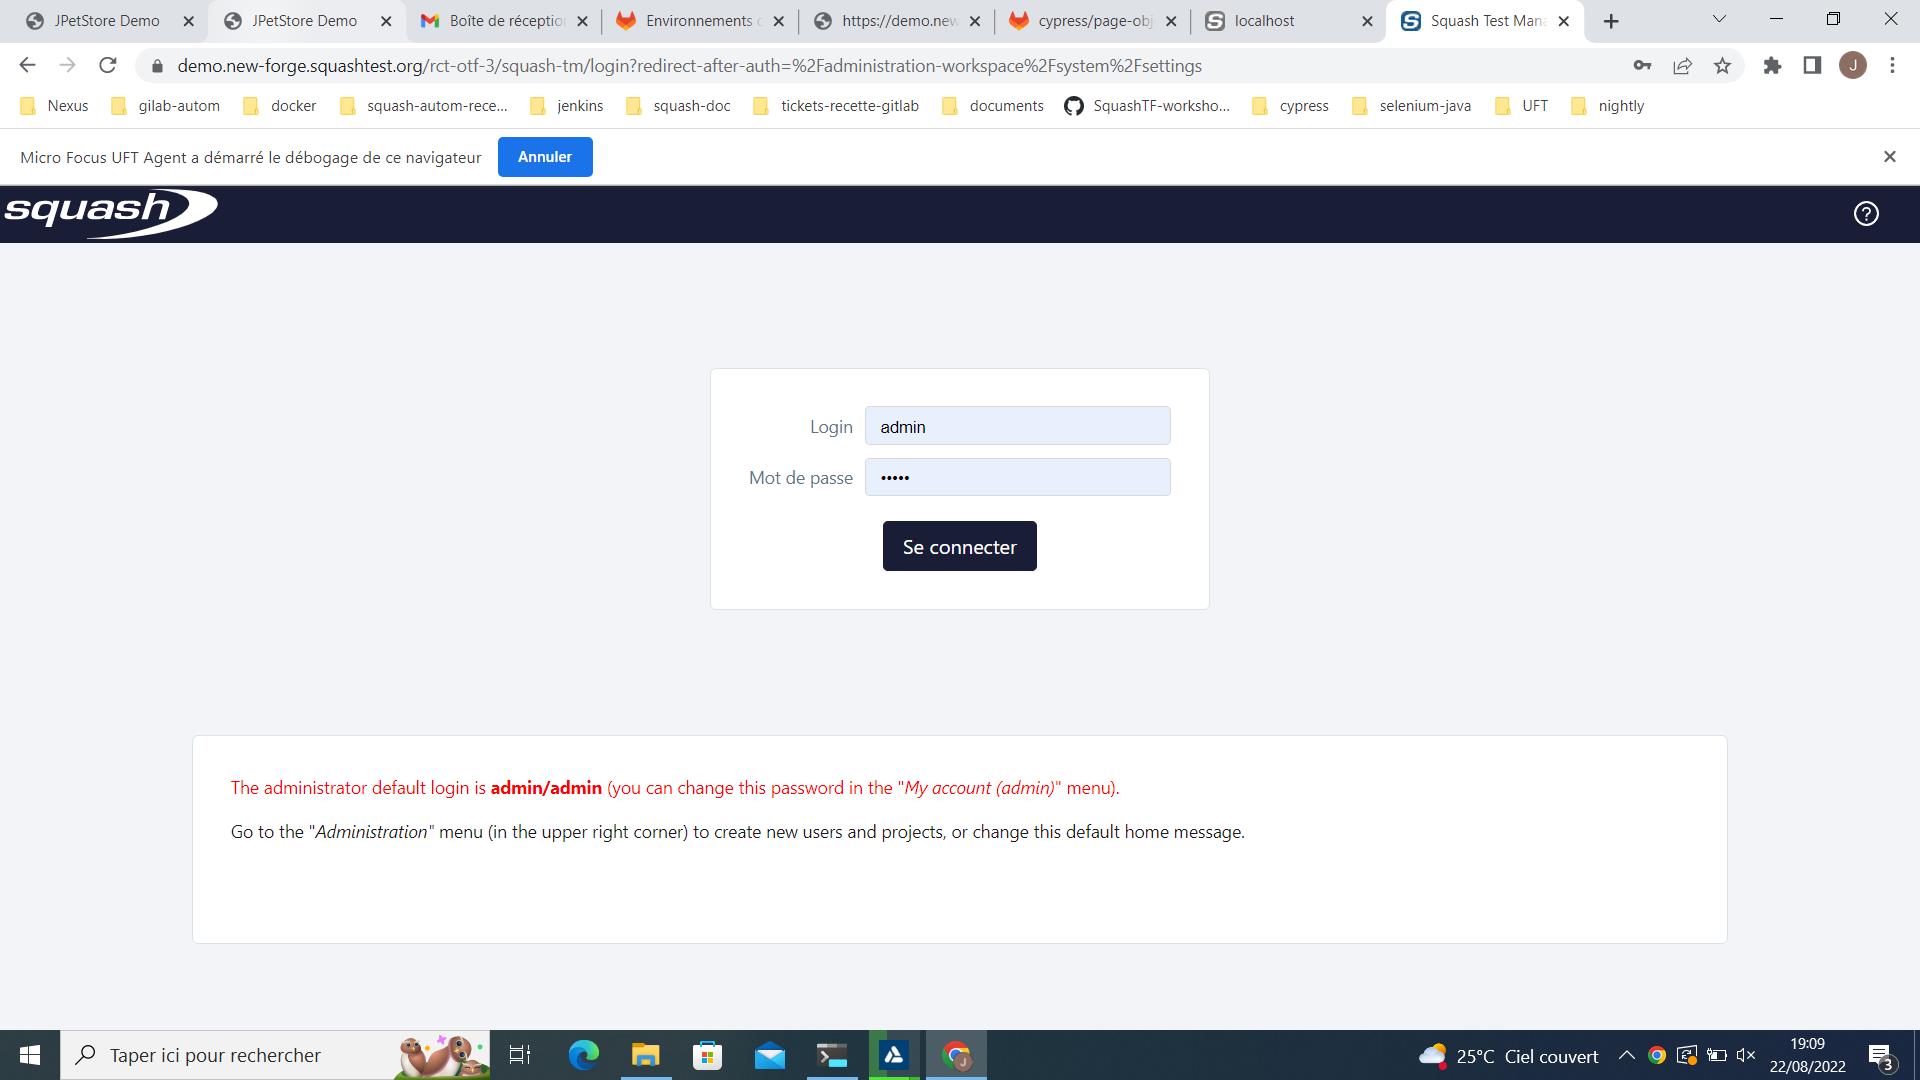 JPetStore Demo
JPetStore Demo
Boîte de réception
Environnements
https://demo.new
cypress/page-obj
localhost
Squash Test Mana
demo.new-forge.squashtest.org/rct-otf-3/squash-tm/login?redirect-after-auth=%2Fadministration-workspace%2Fsystem%2Fsettings
J
Nexus
gilab-autom
docker
squash-autom-rece...
jenkins
squash-doc
tickets-recette-gitlab
documents
SquashTF-worksho...
cypress
selenium-java
UFT
nightly
Micro Focus UFT Agent a démarré le débogage de ce navigateur
Annuler
squash
Login
admin
Mot de passe
•••••
Se connecter
The administrator default login is admin/admin (you can change this password in the "My account (admin)" menu).
Go to the "Administration" menu (in the upper right corner) to create new users and projects, or change this default home message.
Taper ici pour rechercher
25°C Ciel couvert
19:09
22/08/2022
3